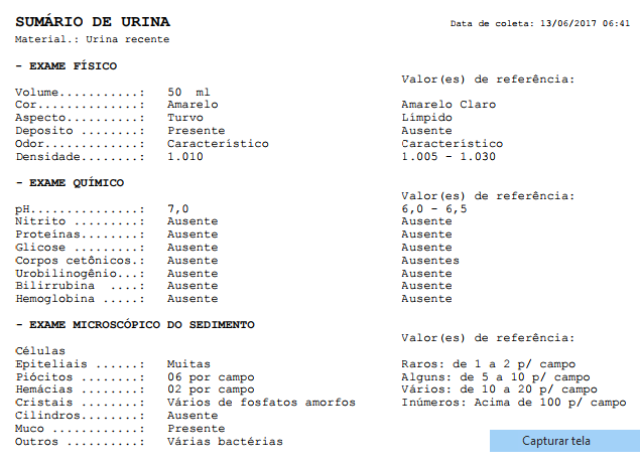 SUMÁRIO DE URINA Data de coleta: 13/06/2017 06:41
Material.: Urina recente
- EXAME FÍSICO
Valor(es) de referência:
Volume...........: 50 ml
Cor..............: Amarelo Amarelo Claro
Aspecto..........: Turvo Limpido
Deposito ........: Presente Ausente
Odor.............: Característico Característico
Densidade........: 1.010 1.005 - 1.030
- EXAME QUÍMICO
Valor(es) de referência:
pH...............: 7,0 6,0 - 6,5
Nitrito .........: Ausente Ausente
Proteínas........: Ausente Ausente
Glicose .........: Ausente Ausente
Corpos cetônicos.: Ausente Ausentes
Urobilinogênio...: Ausente Ausente
Bilirrubina ....: Ausente Ausente
Hemoglobina .....: Ausente Ausente
- EXAME MICROSCÓPICO DO SEDIMENTO
Valor(es) de referência:
Células
Epiteliais ......: Muitas Raros: de 1 a 2 p/ campo
Piócitos ........: 06 por campo Alguns: de 5 a 10 p/ campo
Hemácias ........: 02 por campo Vários: de 10 a 20 p/ campo
Cristais ........: Vários de fosfatos amorfos Inúmeros: Acima de 100 p/ campo
Cilindros........: Ausente
Muco ............: Presente
Outros ..........: Várias bactérias
Capturar tela